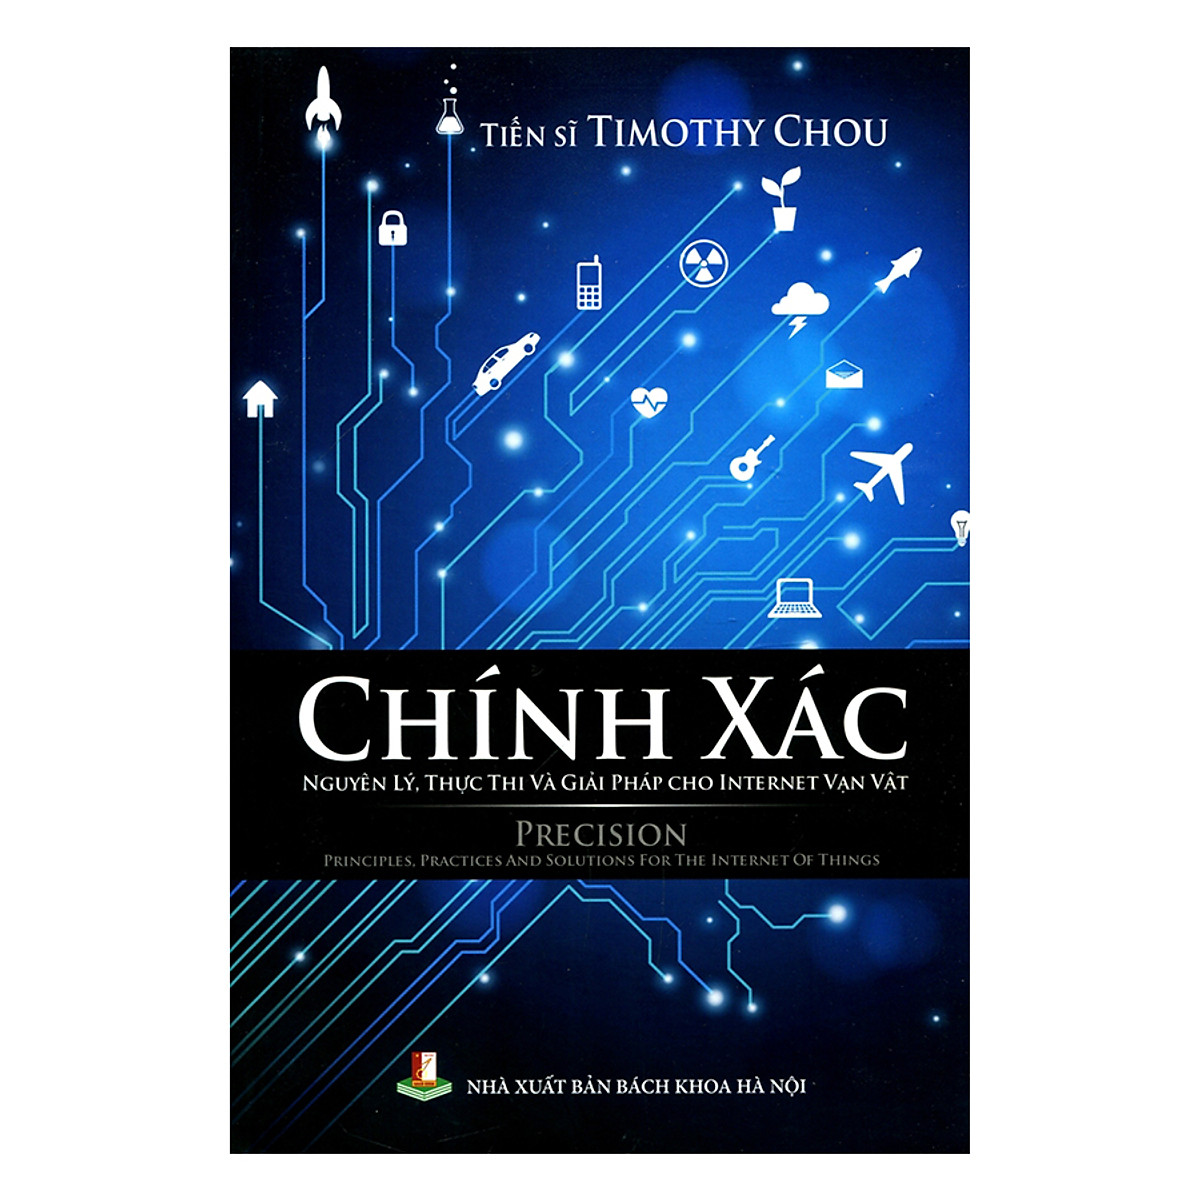 TIẾN SĨ TIMOTHY CHOU
CHÍNH XÁC
NGUYÊN LÝ, THỰC THI VÀ GIẢI PHÁP CHO INTERNET VẠN VẬT
PRECISION
PRINCIPLES, PRACTICES AND SOLUTIONS FOR THE INTERNET OF THINGS
NHÀ XUẤT BẢN BÁCH KHOA HÀ NỘI